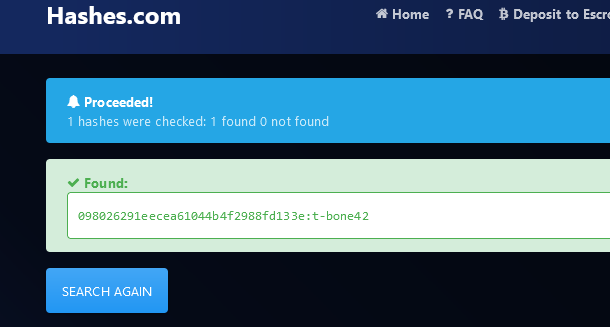 Hashes.com
Home ? FAQ Deposit to Escro
Proceeded!
1 hashes were checked: 1 found 0 not found
Found:
098026291eecea61044b4f2988fd133e:t-bone42
SEARCH AGAIN